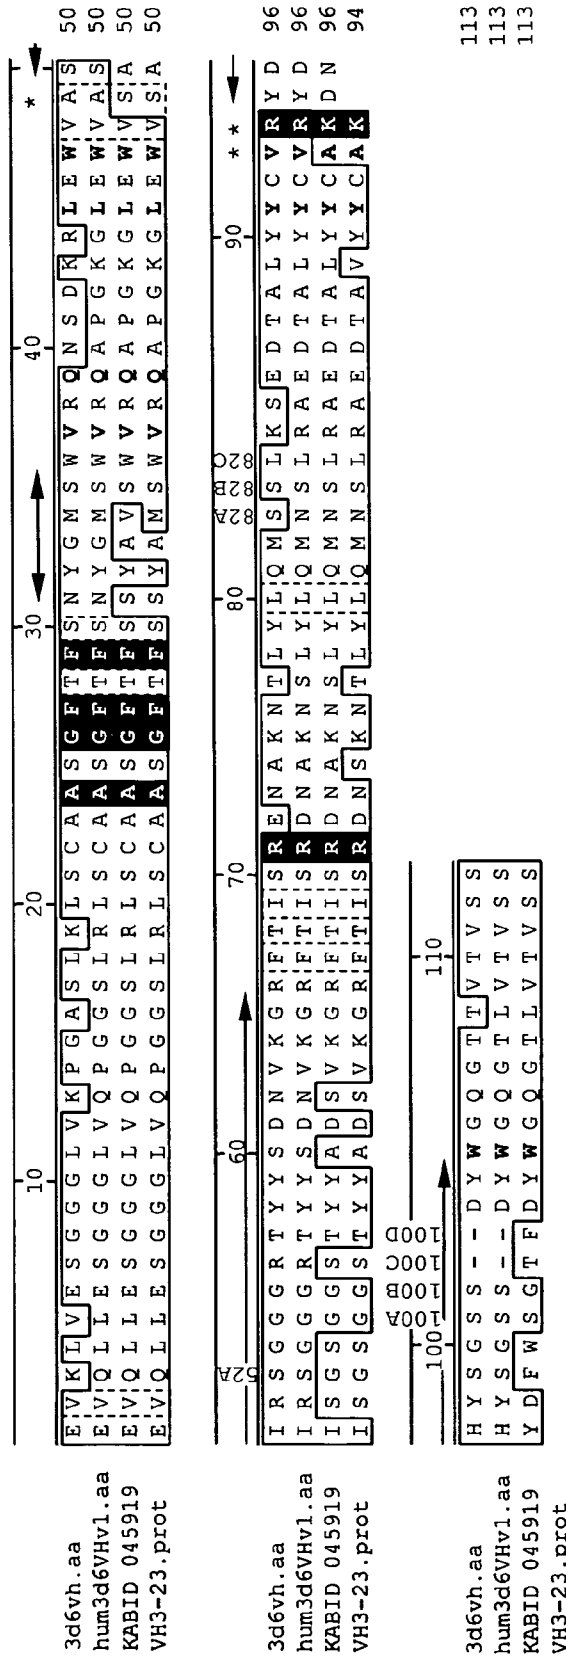 10 20 30 40 *
3d6vh.aa E V K L V E S G G G L V K P G A S L K L S C A A S G F T F S N Y G M S W V R Q N S D K R L E W V A S 50
hum3d6VHv1.aa E V Q L L E S G G G L V Q P G G S L R L S C A A S G F T F S N Y G M S W V R Q A P G K G L E W V A S 50
KABID 045919 E V Q L L E S G G G L V Q P G G S L R L S C A A S G F T F S S Y A V S W V R Q A P G K G L E W V S A 50
VH3-23.prot E V Q L L E S G G G L V Q P G G S L R L S C A A S G F T F S S Y A M S W V R Q A P G K G L E W V S A 50
52A 60 70 80 82A 82B 82C 90 * *
3d6vh.aa I R S G G G R T Y Y S D N V K G R F T I S R E N A K N T L Y L Q M S S L K S E D T A L Y Y C V R Y D 96
hum3d6VHv1.aa I R S G G G R T Y Y S D N V K G R F T I S R D N A K N S L Y L Q M N S L R A E D T A L Y Y C V R Y D 96
KABID 045919 I S G S G G S T Y Y A D S V K G R F T I S R D N A K N S L Y L Q M N S L R A E D T A L Y Y C A K D N 96
VH3-23.prot I S G S G G S T Y Y A D S V K G R F T I S R D N S K N T L Y L Q M N S L R A E D T A V Y Y C A K 94
100 100A 100B 100C 100D 110
3d6vh.aa H Y S G S S - - D Y W G Q G T T V T V S S 113
hum3d6VHv1.aa H Y S G S S - - D Y W G Q G T L V T V S S 113
KABID 045919 Y D F W S G T F D Y W G Q G T L V T V S S 113
VH3-23.prot